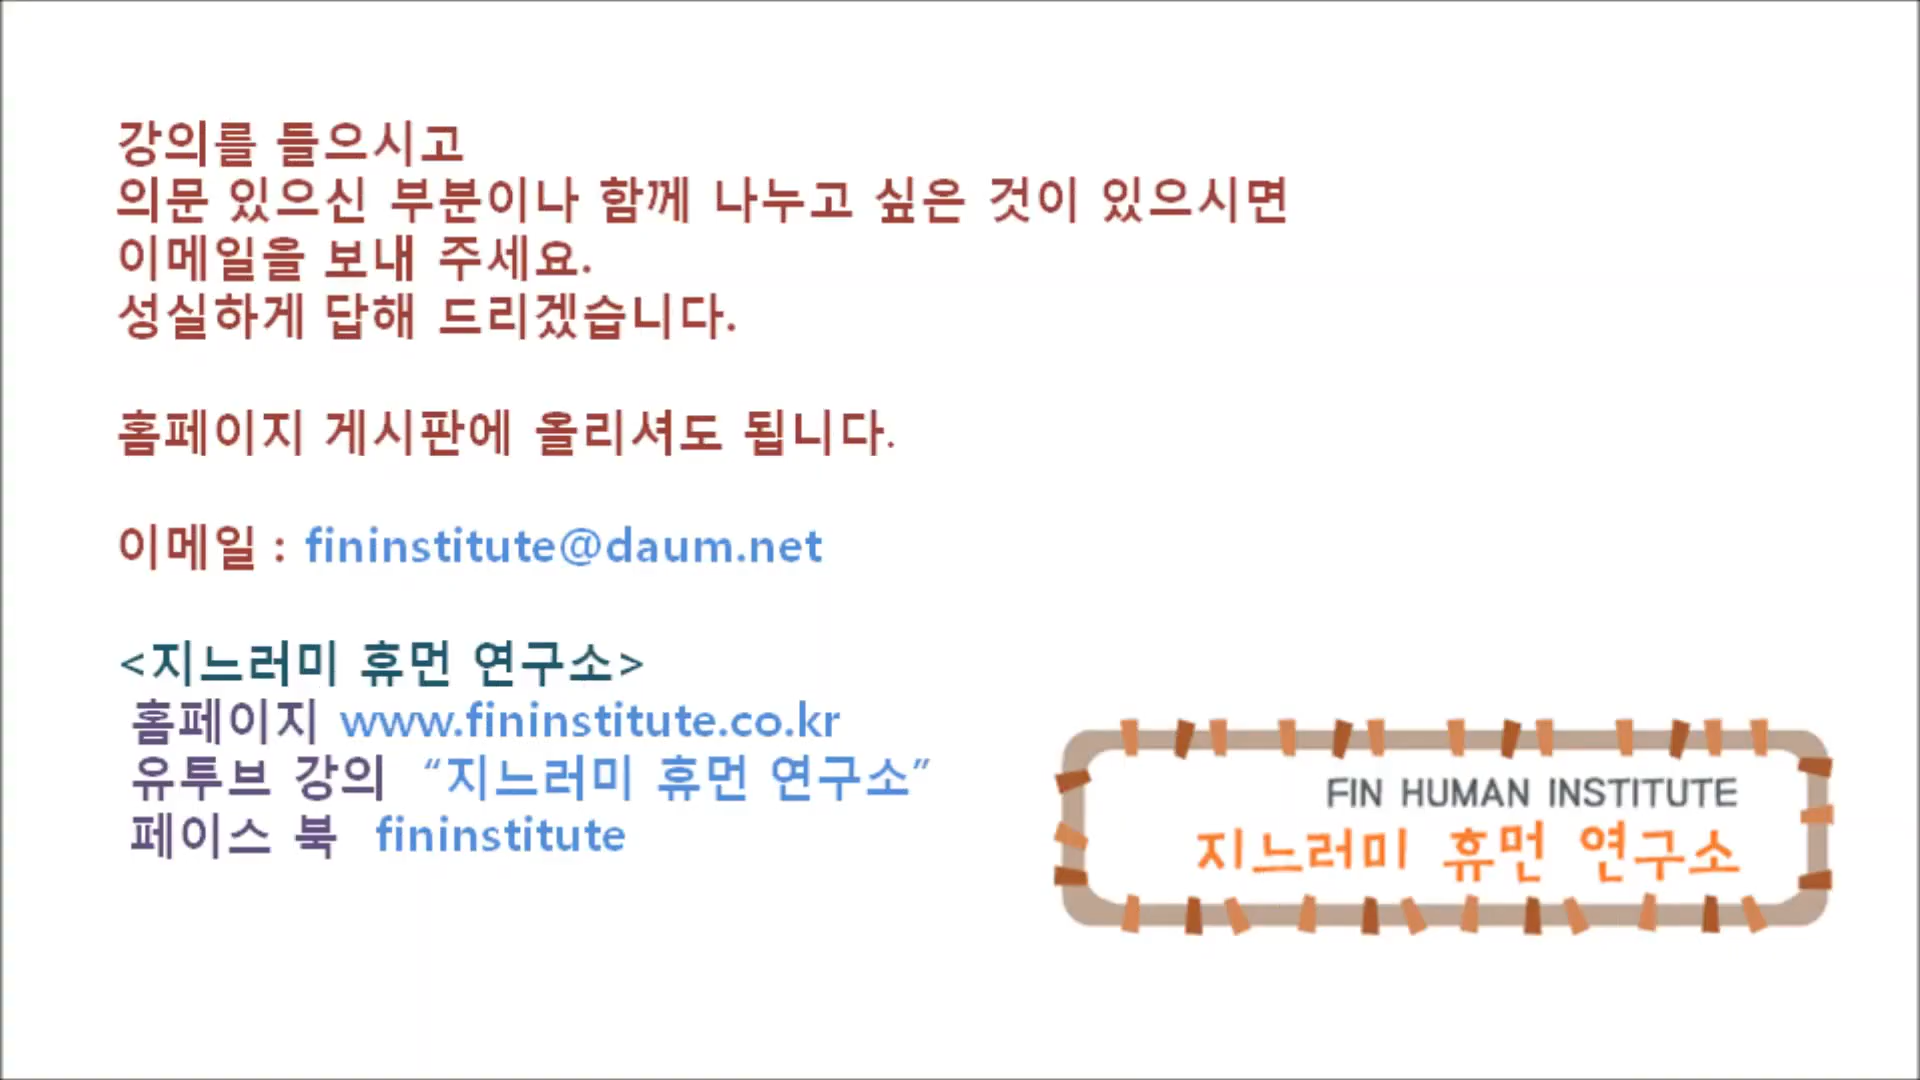 강의를 들으시고
의문 있으신 부분이나 함께 나누고 싶은 것이 있으시면
이메일을 보내 주세요.
성실하게 답해 드리겠습니다.
홈페이지 게시판에 올리셔도 됩니다.
이메일 : fininstitute@daum.net
<지느러미 휴먼 연구소>
홈페이지 www.fininstitute.co.kr
유투브 강의 “지느러미 휴먼 연구소”
페이스 북 fininstitute
FIN HUMAN INSTITUTE
지느러미 휴먼 연구소